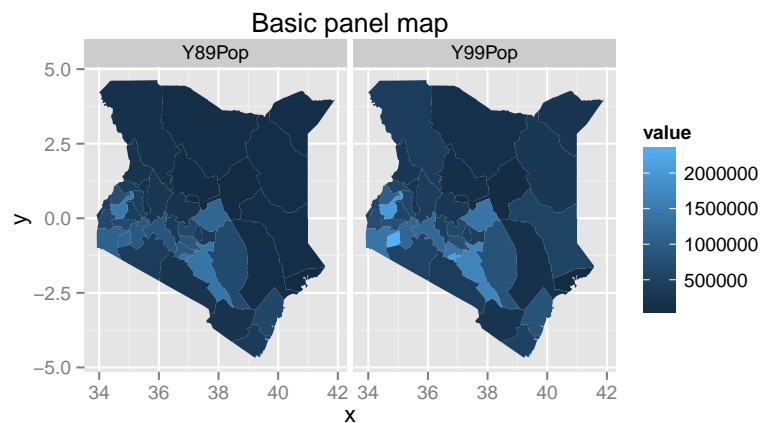 Basic panel map
Y89Pop Y99Pop
5.0
2.5
0.0
−2.5
−5.0
y
34 36 38 40 42 34 36 38 40 42
x
value
2000000
1500000
1000000
500000